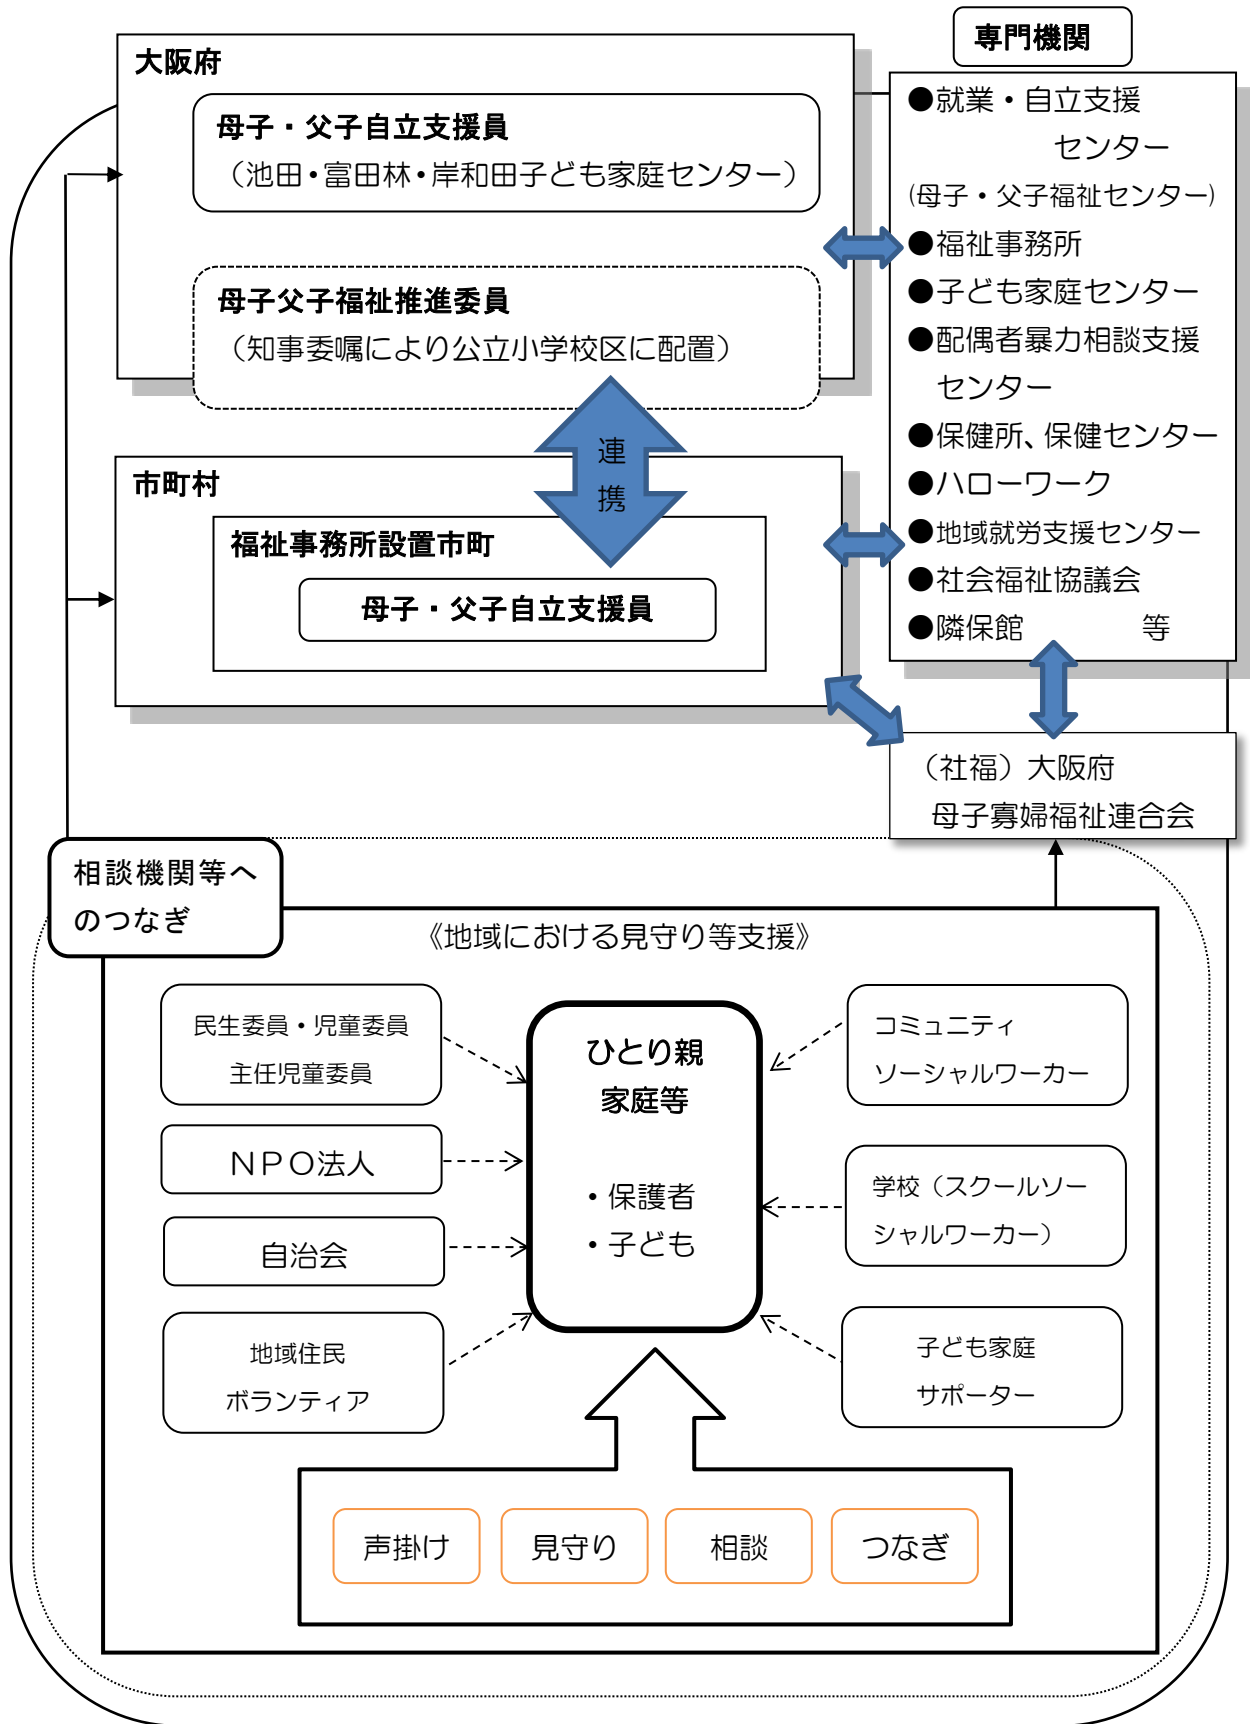 専門機関
大阪府
母子・父子自立支援員
（池田・富田林・岸和田子ども家庭センター）
母子父子福祉推進委員
（知事委嘱により公立小学校区に配置）
●就業・自立支援
センター
(母子・父子福祉センター)
●福祉事務所
●子ども家庭センター
●配偶者暴力相談支援
センター
●保健所、保健センター
●ハローワーク
●地域就労支援センター
●社会福祉協議会
●隣保館　　　　等
連
携
市町村
福祉事務所設置市町
母子・父子自立支援員
（社福）大阪府
母子寡婦福祉連合会
相談機関等へ
のつなぎ
《地域における見守り等支援》
民生委員・児童委員
主任児童委員
ＮＰＯ法人
自治会
地域住民
ボランティア
ひとり親
家庭等
・保護者
・子ども
コミュニティ
ソーシャルワーカー
学校（スクールソー
シャルワーカー）
子ども家庭
サポーター
声掛け
見守り
相談
つなぎ